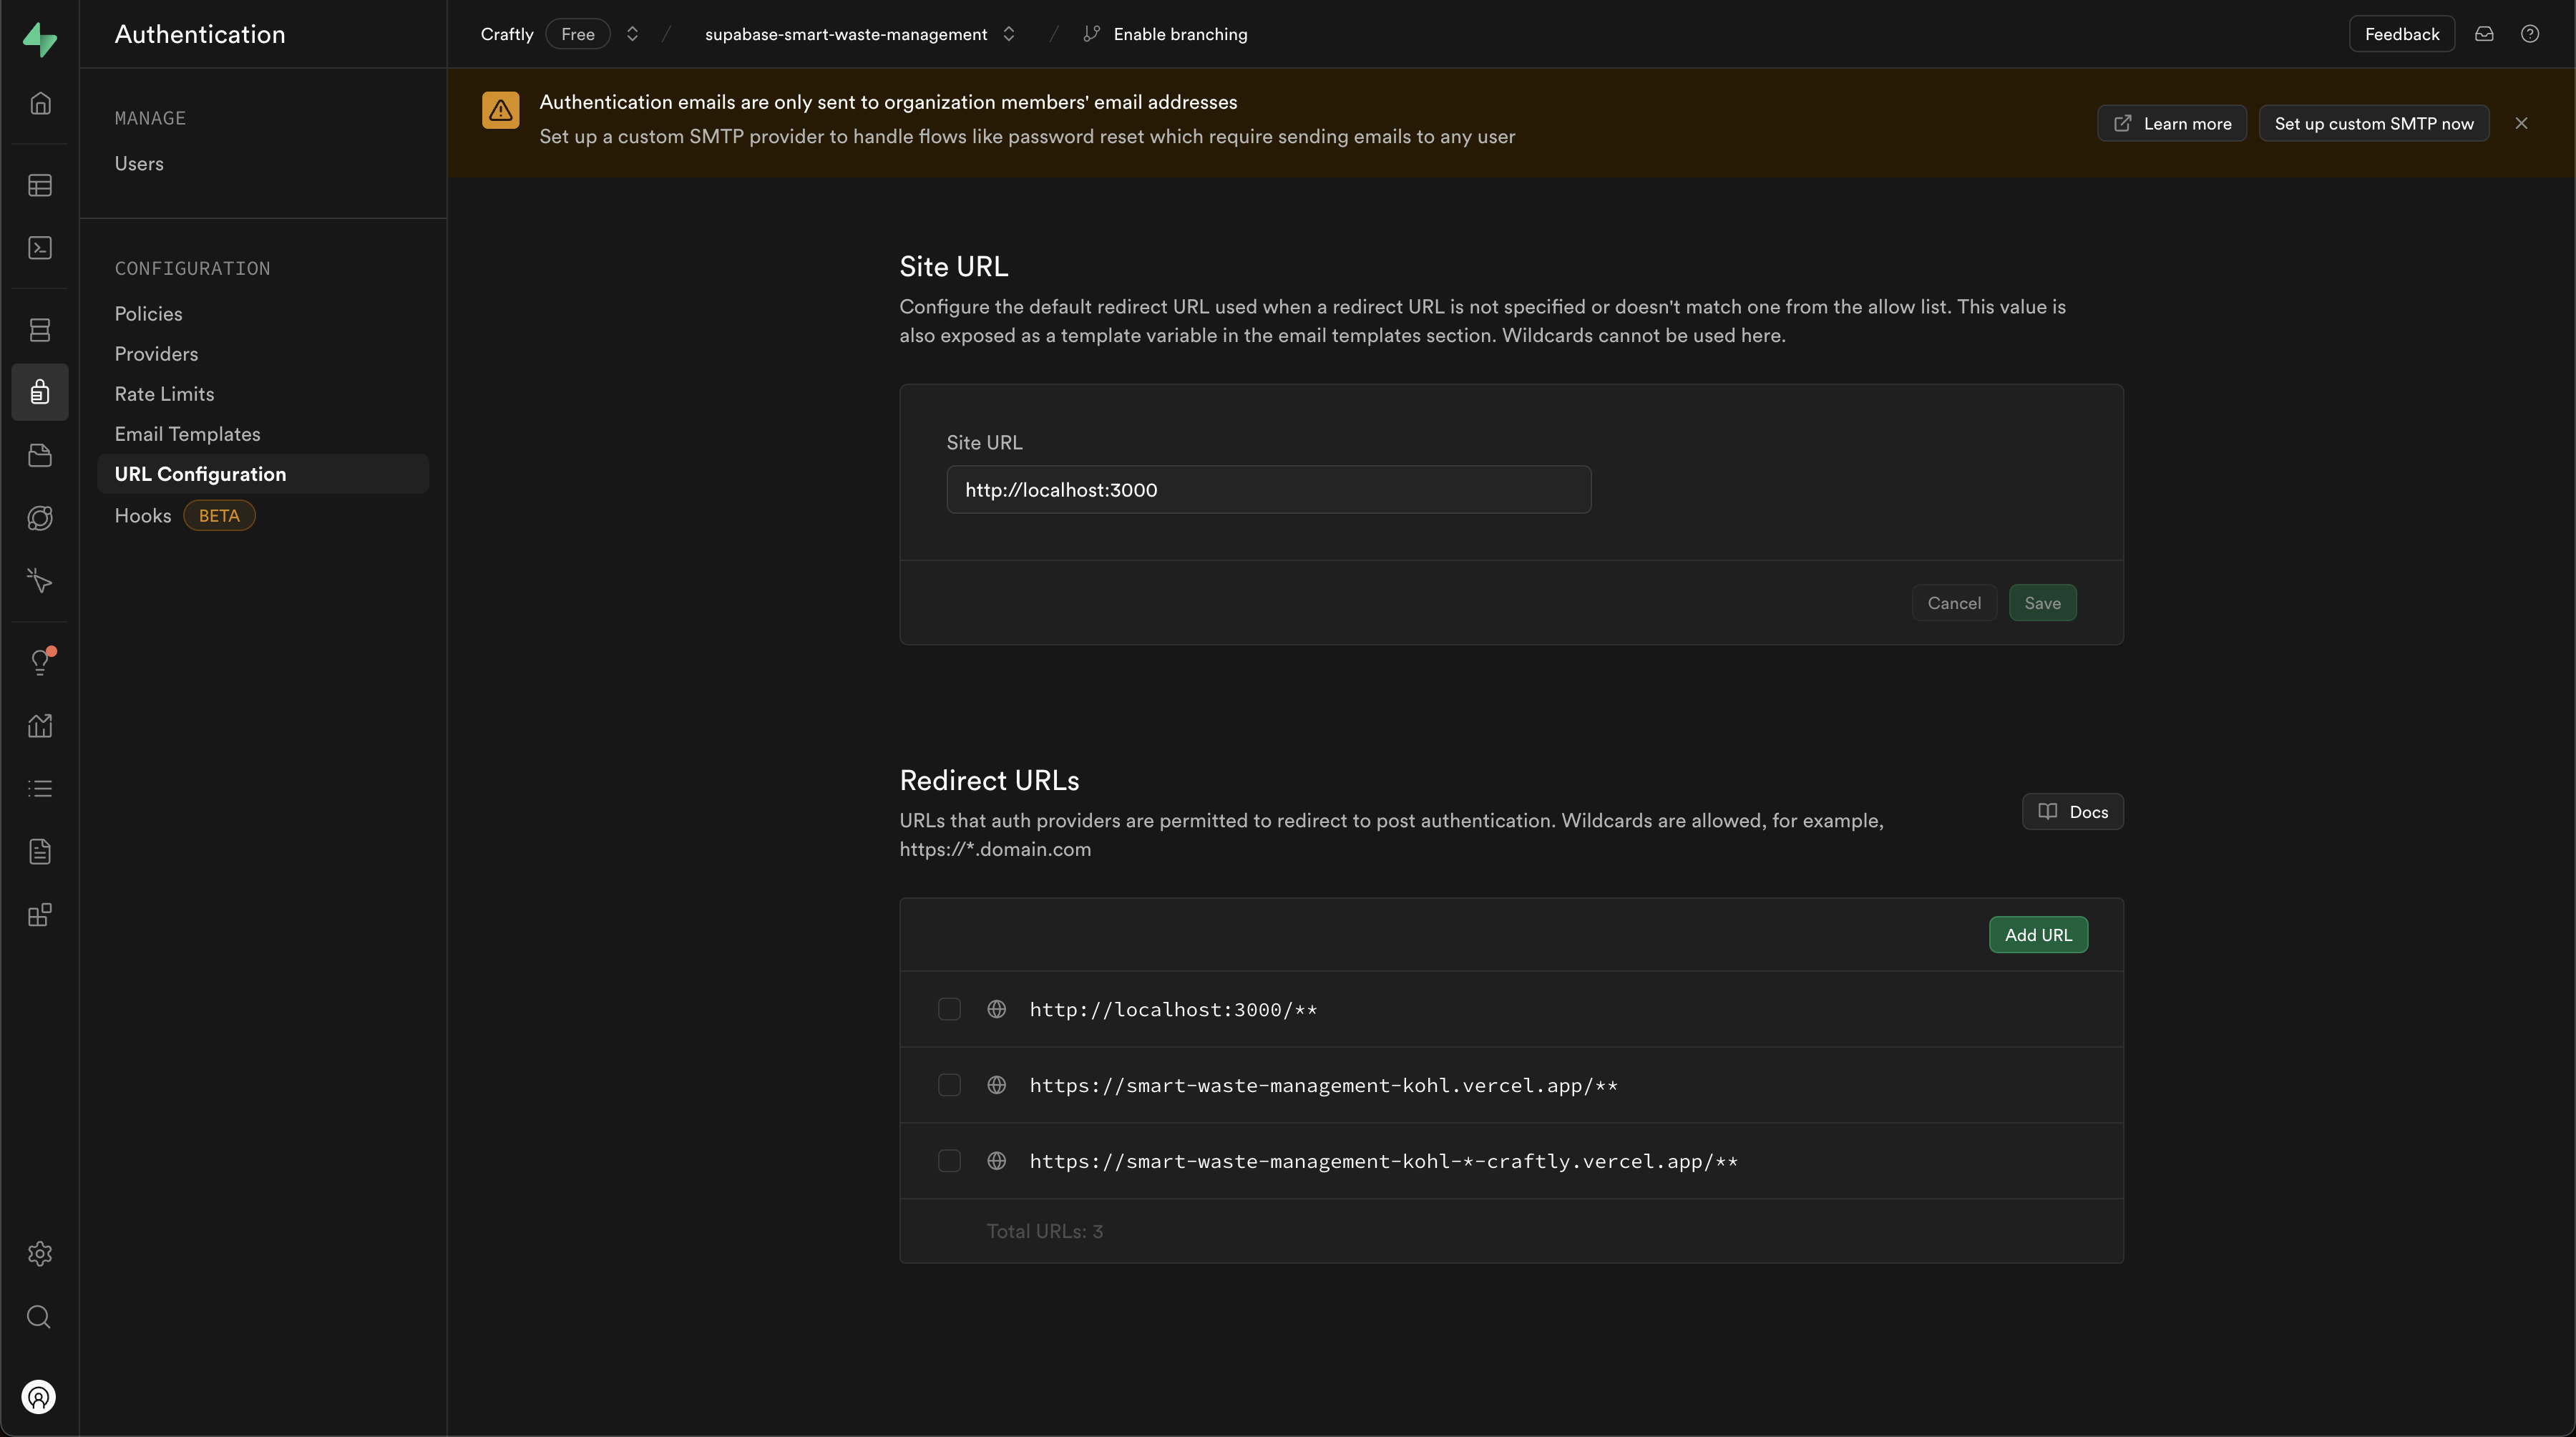 Authentication
Craftly Free / supabase-smart-waste-management / Enable branching
Feedback
MANAGE
Users
CONFIGURATION
Policies
Providers
Rate Limits
Email Templates
URL Configuration
Hooks BETA
Authentication emails are only sent to organization members' email addresses
Set up a custom SMTP provider to handle flows like password reset which require sending emails to any user
Learn more
Set up custom SMTP now
Site URL
Configure the default redirect URL used when a redirect URL is not specified or doesn't match one from the allow list. This value is
also exposed as a template variable in the email templates section. Wildcards cannot be used here.
Site URL
http://localhost:3000
Cancel
Save
Redirect URLs
URLs that auth providers are permitted to redirect to post authentication. Wildcards are allowed, for example,
https://*.domain.com
Docs
Add URL
http://localhost:3000/**
https://smart-waste-management-kohl.vercel.app/**
https://smart-waste-management-kohl-*-craftly.vercel.app/**
Total URLs: 3